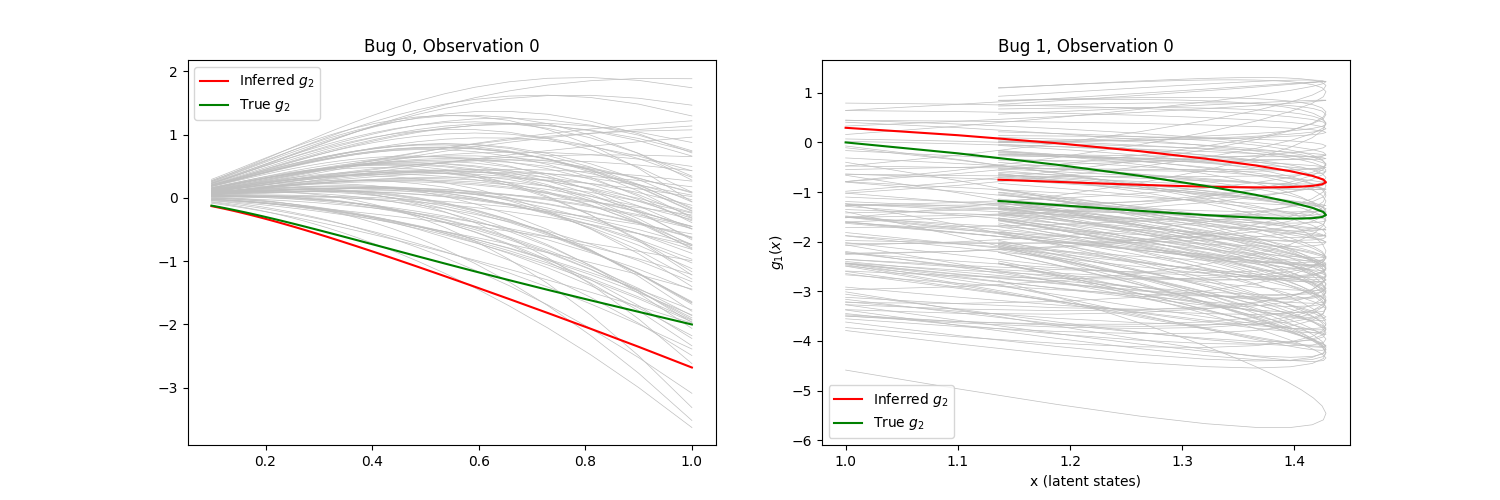 Bug 0, Observation 0
Inferred g₂
True g₂
2
1
0
−1
−2
−3
0.2 0.4 0.6 0.8 1.0
Bug 1, Observation 0
g₁(x)
1
0
−1
−2
−3
−4
−5
−6
Inferred g₂
True g₂
1.0 1.1 1.2 1.3 1.4
x (latent states)